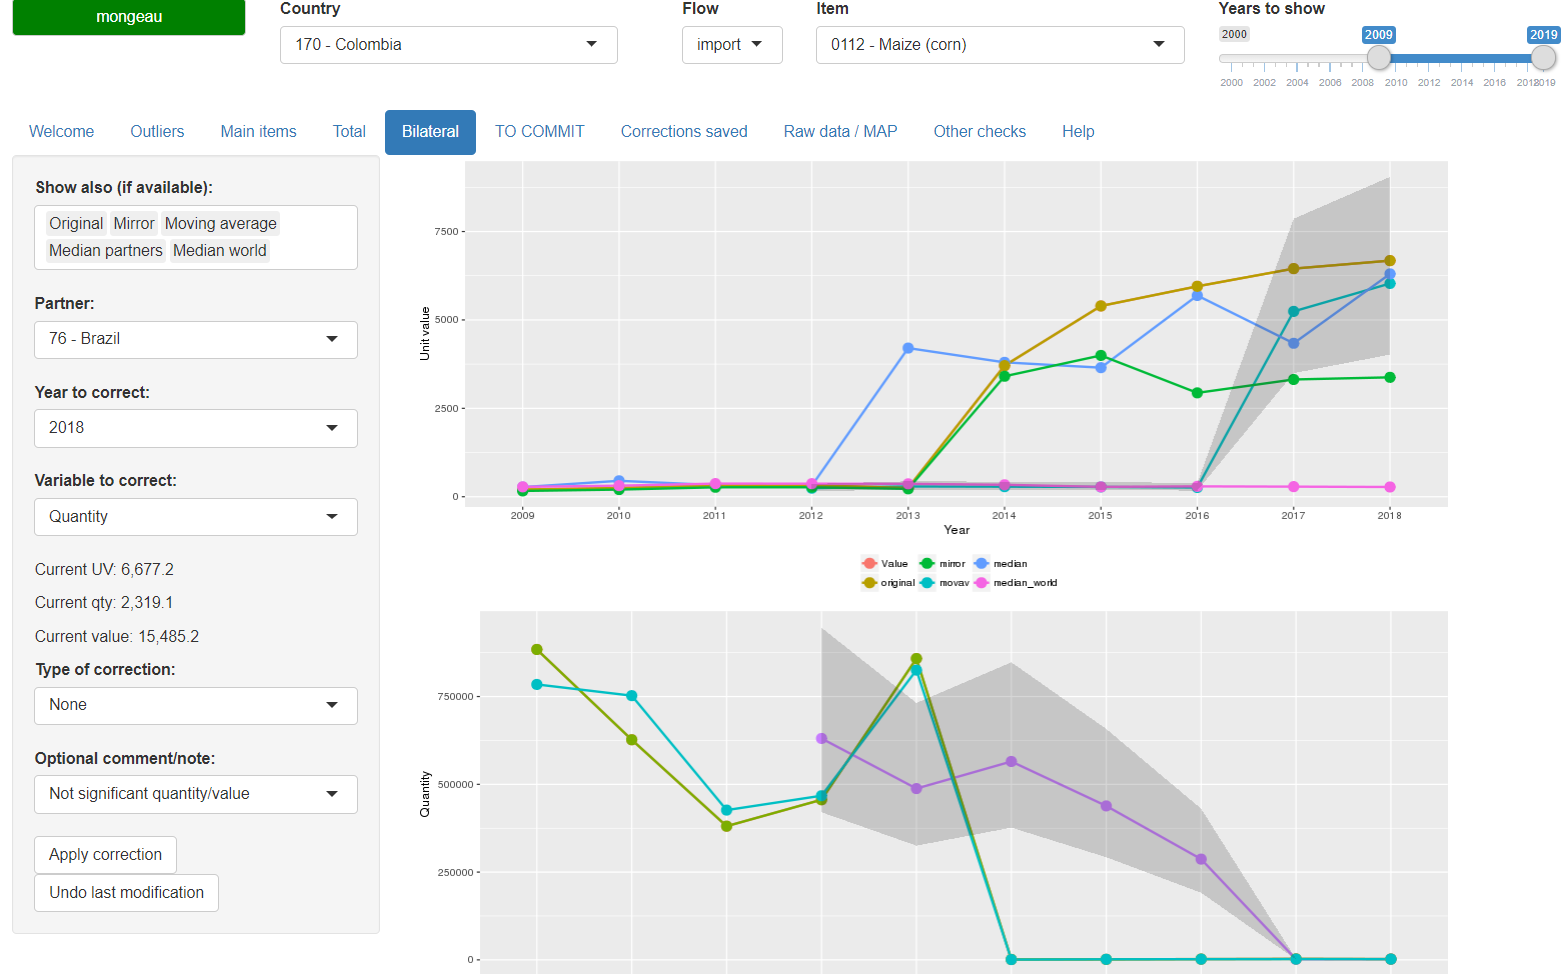 mongeau
Country
Flow
Item
Years to show
170 - Colombia
import
0112 - Maize (corn)
2000
2009
2019
2000 2002 2004 2006 2008 2010 2012 2014 2016 2018 2019
Welcome
Outliers
Main items
Total
Bilateral
TO COMMIT
Corrections saved
Raw data / MAP
Other checks
Help
Show also (if available):
Original Mirror Moving average
Median partners Median world
Partner:
76 - Brazil
Year to correct:
2018
Variable to correct:
Quantity
Current UV: 6,677.2
Current qty: 2,319.1
Current value: 15,485.2
Type of correction:
None
Optional comment/note:
Not significant quantity/value
Apply correction
Undo last modification
Unit value
7500
5000
2500
0
2009 2010 2011 2012 2013 2014 2015 2016 2017 2018
Year
Value mirror median
original movav median_world
Quantity
750000
500000
250000
0